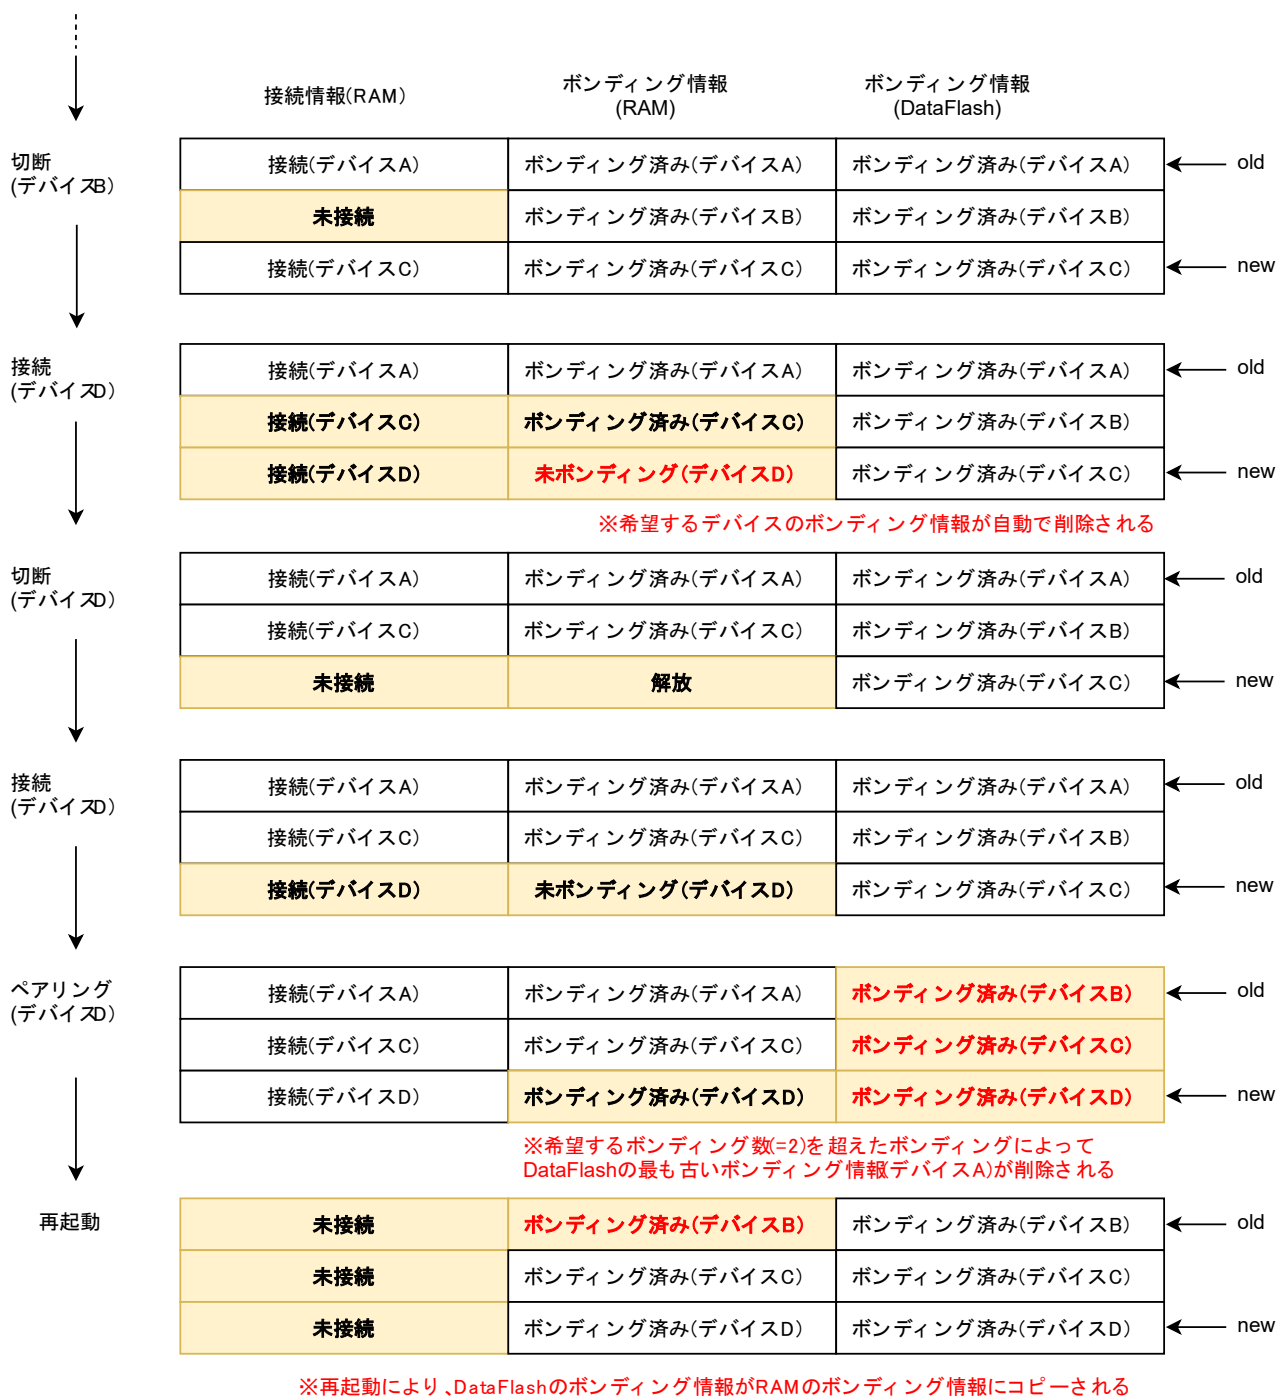 接続情報(RAM)
ボンディング情報
(RAM)
ボンディング情報
(DataFlash)
切断
(デバイスB)
接続(デバイスA)
ボンディング済み(デバイスA)
ボンディング済み(デバイスA)
old
未接続
ボンディング済み(デバイスB)
ボンディング済み(デバイスB)
接続(デバイスC)
ボンディング済み(デバイスC)
ボンディング済み(デバイスC)
new
接続
(デバイスD)
接続(デバイスA)
ボンディング済み(デバイスA)
ボンディング済み(デバイスA)
old
接続(デバイスC)
ボンディング済み(デバイスC)
ボンディング済み(デバイスB)
接続(デバイスD)
未ボンディング(デバイスD)
ボンディング済み(デバイスC)
new
※希望するデバイスのボンディング情報が自動で削除される
切断
(デバイスD)
接続(デバイスA)
ボンディング済み(デバイスA)
ボンディング済み(デバイスA)
old
接続(デバイスC)
ボンディング済み(デバイスC)
ボンディング済み(デバイスB)
未接続
解放
ボンディング済み(デバイスC)
new
接続
(デバイスD)
接続(デバイスA)
ボンディング済み(デバイスA)
ボンディング済み(デバイスA)
old
接続(デバイスC)
ボンディング済み(デバイスC)
ボンディング済み(デバイスB)
接続(デバイスD)
未ボンディング(デバイスD)
ボンディング済み(デバイスC)
new
ペアリング
(デバイスD)
接続(デバイスA)
ボンディング済み(デバイスA)
ボンディング済み(デバイスB)
old
接続(デバイスC)
ボンディング済み(デバイスC)
ボンディング済み(デバイスC)
接続(デバイスD)
ボンディング済み(デバイスD)
ボンディング済み(デバイスD)
new
※希望するボンディング数(=2)を超えたボンディングによって
DataFlashの最も古いボンディング情報(デバイスA)が削除される
再起動
未接続
ボンディング済み(デバイスB)
ボンディング済み(デバイスB)
old
未接続
ボンディング済み(デバイスC)
ボンディング済み(デバイスC)
未接続
ボンディング済み(デバイスD)
ボンディング済み(デバイスD)
new
※再起動により、DataFlashのボンディング情報がRAMのボンディング情報にコピーされる